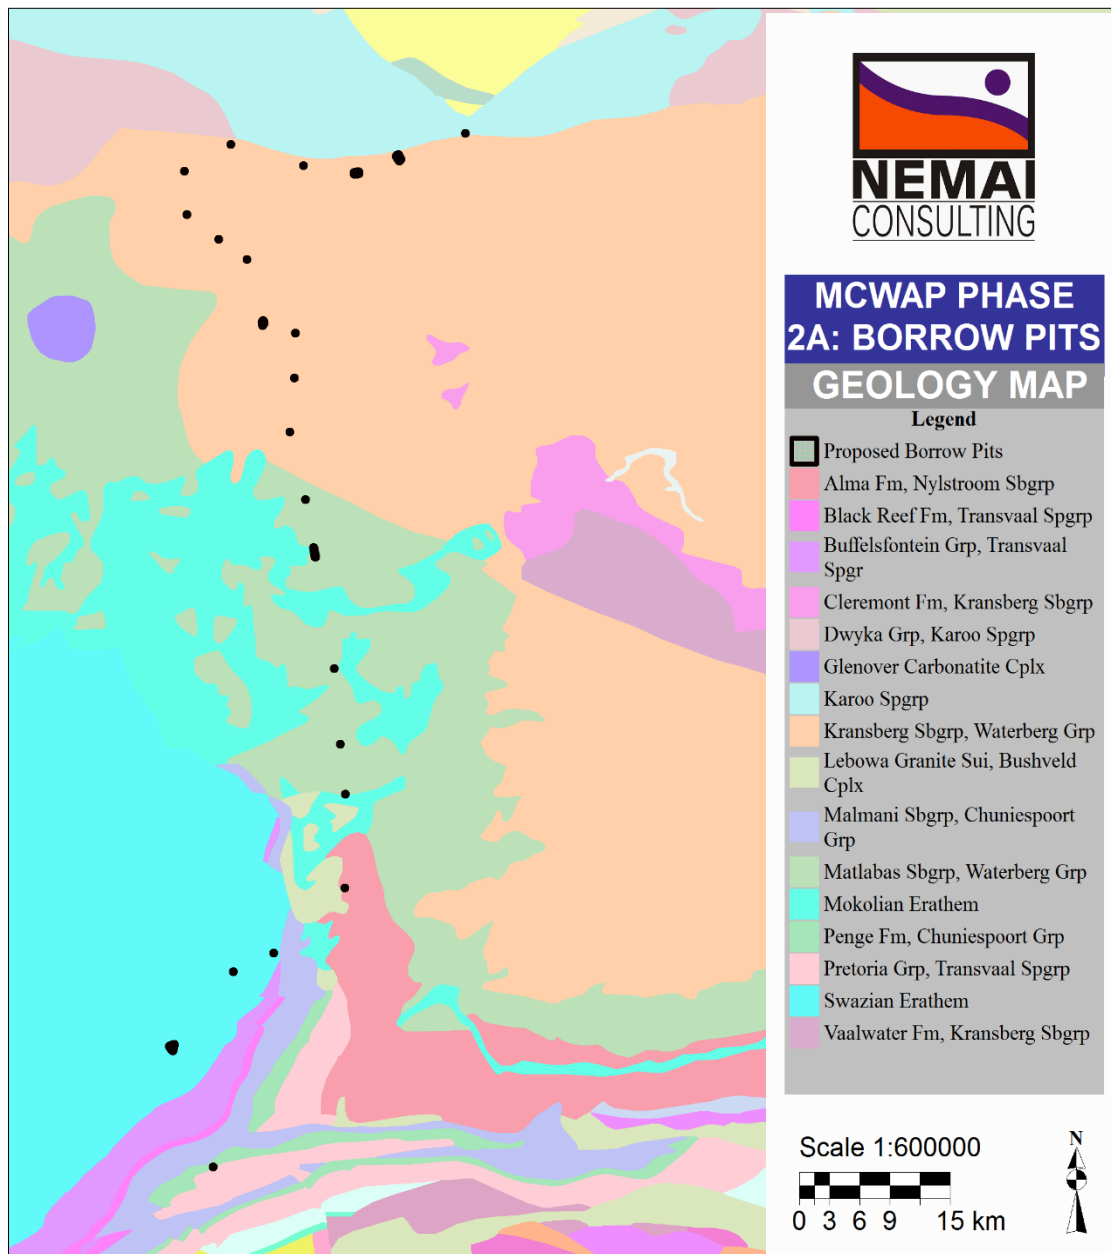 NEMAI
CONSULTING
MCWAP PHASE
2A: BORROW PITS
GEOLOGY MAP
Legend
Proposed Borrow Pits
Alma Fm, Nylstroom Sbgrp
Black Reef Fm, Transvaal Spgrp
Buffelsfontein Grp, Transvaal
Spgr
Cleremont Fm, Kransberg Sbgrp
Dwyka Grp, Karoo Spgrp
Glenover Carbonatite Cplx
Karoo Spgrp
Kransberg Sbgrp, Waterberg Grp
Lebowa Granite Sui, Bushveld
Cplx
Malmani Sbgrp, Chuniespoort
Grp
Matlabas Sbgrp, Waterberg Grp
Mokolian Erathem
Penge Fm, Chuniespoort Grp
Pretoria Grp, Transvaal Spgrp
Swazian Erathem
Vaalwater Fm, Kransberg Sbgrp
Scale 1:600000
N
0 3 6 9 15 km